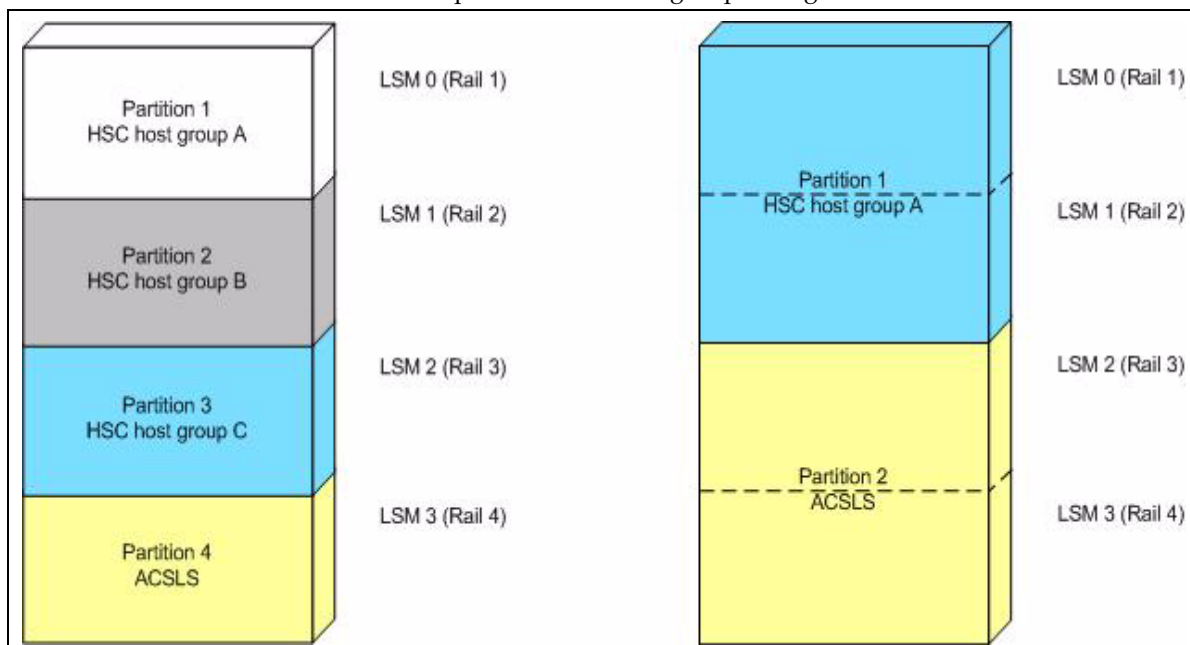 Partition 1
HSC host group A
LSM 0 (Rail 1)
Partition 2
HSC host group B
LSM 1 (Rail 2)
Partition 3
HSC host group C
LSM 2 (Rail 3)
Partition 4
ACSLS
LSM 3 (Rail 4)
LSM 0 (Rail 1)
Partition 1
HSC host group A
LSM 1 (Rail 2)
LSM 2 (Rail 3)
Partition 2
ACSLS
LSM 3 (Rail 4)